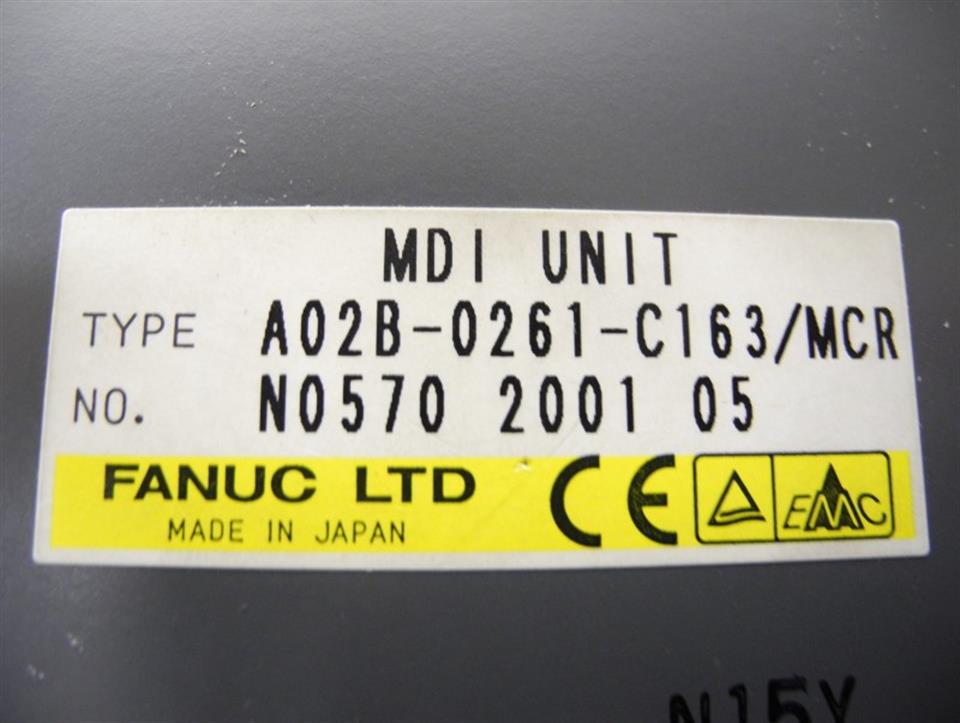 MDI UNIT
TYPE A02B-0261-C163/MCR
NO. N0570 2001 05
FANUC LTD
MADE IN JAPAN
CE
EMC